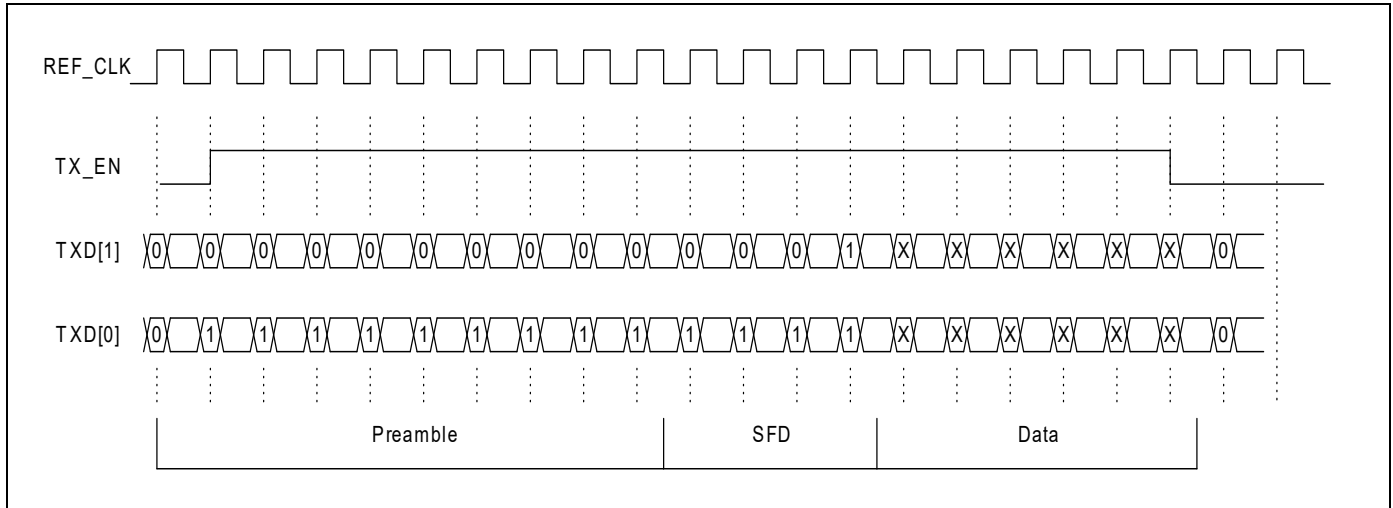 REF_CLK
TX_EN
TXD[1] 0 0 0 0 0 0 0 0 0 0 0 0 0 1 X X X X X X 0
TXD[0] 0 1 1 1 1 1 1 1 1 1 1 1 1 1 X X X X X X 0
Preamble SFD Data